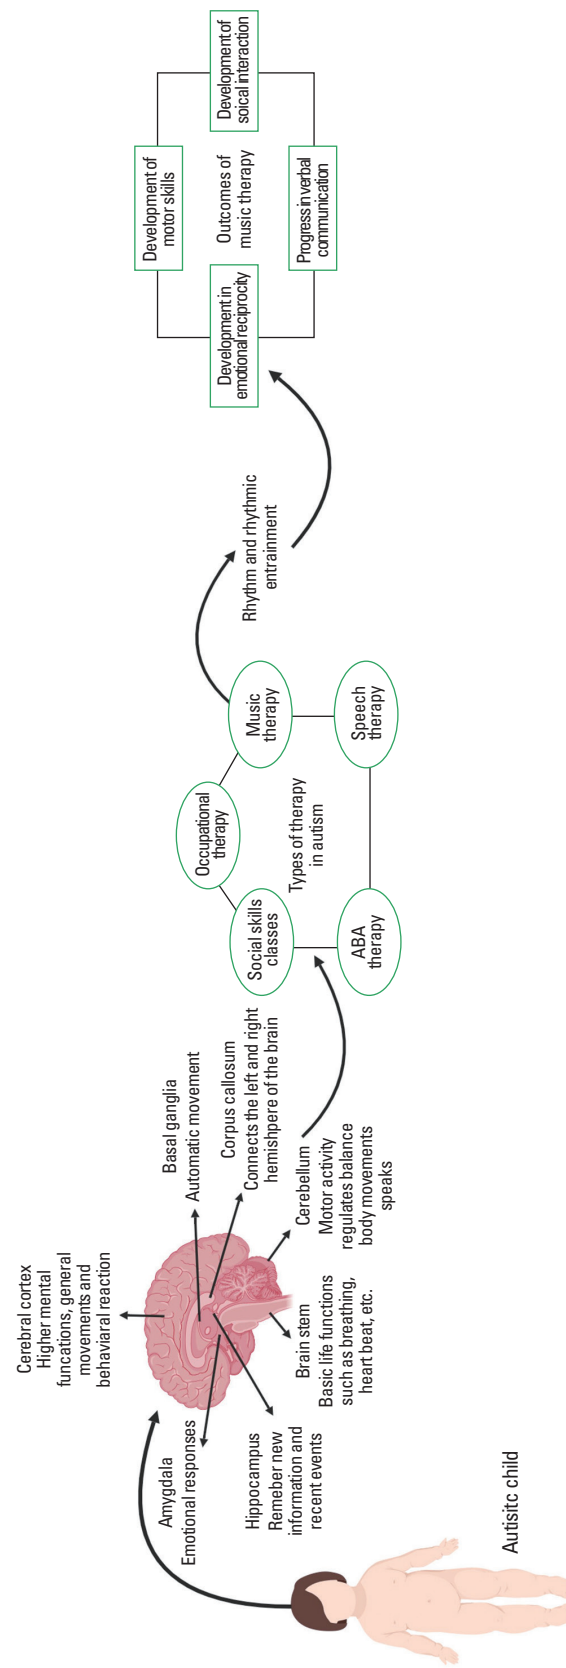 Autisitc child
Amygdala
Emotional responses
Hippocampus
Remeber new
information and
recent events
Cerebral cortex
Higher mental
funcations, general
movements and
behaviaral reaction
Brain stem
Basic life functions
such as breathing,
heart beat, etc.
Basal ganglia
Automatic movement
Corpus callosum
Connects the left and right
hemishpere of the brain
Cerebellum
Motor activity
regulates balance
body movements
speaks
Social skills
classes
ABA
therapy
Occupational
therapy
Types of therapy
in autism
Music
therapy
Speech
therapy
Rhythm and rhythmic
entrainment
Development in
emotional reciprocity
Development of
motor skills
Outcomes of
music therapy
Progress in verbal
communication
Development of
soical interaction